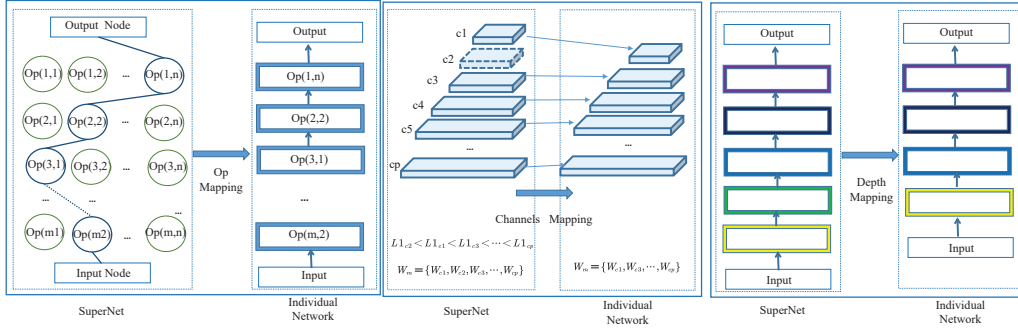 Output Node
Op(1,1) Op(1,2) ... Op(1,n)
Op(2,1 Op(2,2) ... Op(2,n)
Op(3,1) Op(3,2 ... Op(3,n)
... ... ...
Op(m1) Op(m2) ... Op(m,n)
Input Node
SuperNet
Op
Mapping
Output
Op(1,n)
Op(2,2)
Op(3,1)
...
Op(m,2)
Input
Individual
Network
c1
c2
c3
c4
c5
...
cp
...
Channels Mapping
L1c2<L1c1<L1c3<···<L1cp
Wm={Wc1,Wc2,Wc3,···,Wcp}
Wm={Wc1,Wc3,···,Wcp}
SuperNet
Individual
Network
Output
Input
SuperNet
Depth
Mapping
Output
Input
Individual
Network